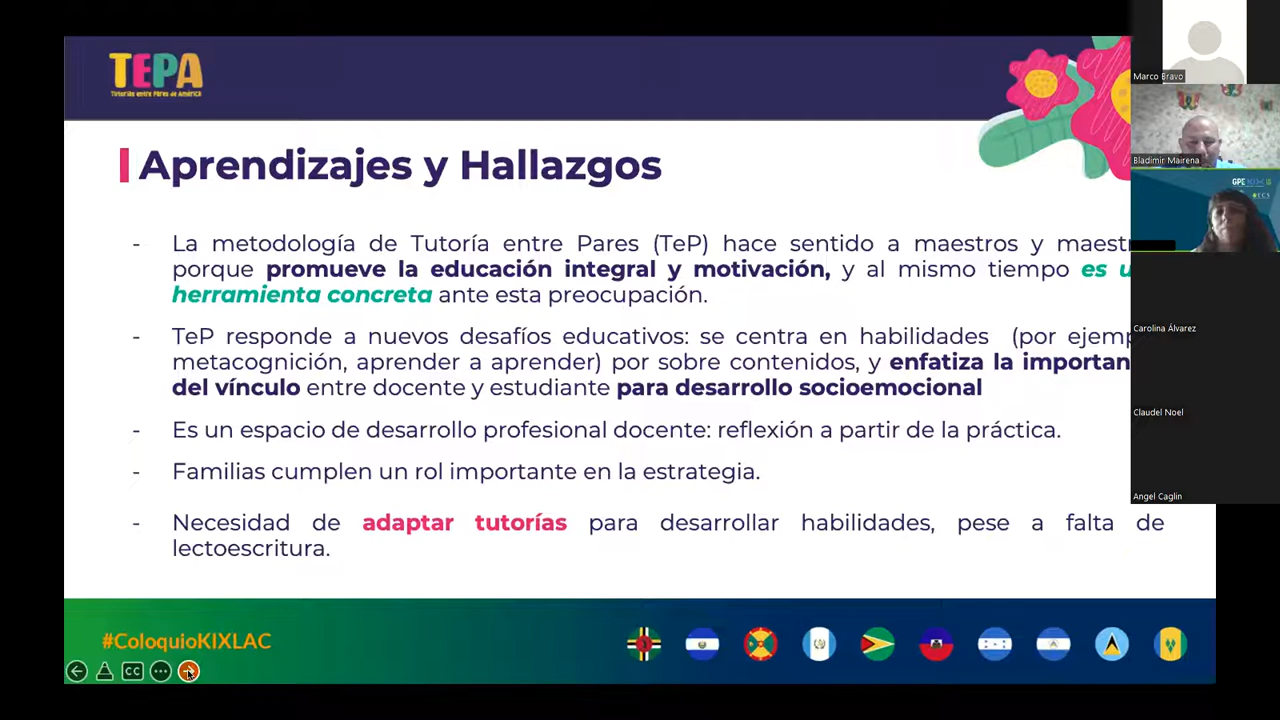 TEPA
Tutorías entre Pares de América
Aprendizajes y Hallazgos
- La metodología de Tutoría entre Pares (TeP) hace sentido a maestros y maestr
porque promueve la educación integral y motivación, y al mismo tiempo es u
herramienta concreta ante esta preocupación.
- TeP responde a nuevos desafíos educativos: se centra en habilidades (por ejemp
metacognición, aprender a aprender) por sobre contenidos, y enfatiza la importan
del vínculo entre docente y estudiante para desarrollo socioemocional
- Es un espacio de desarrollo profesional docente: reflexión a partir de la práctica.
- Familias cumplen un rol importante en la estrategia.
- Necesidad de adaptar tutorías para desarrollar habilidades, pese a falta de
lectoescritura.
#ColoquioKIXLAC
CC
Marco Bravo
Bladimir Mairena
GPE KIX
Carolina Álvarez
Claudel Noel
Angel Caglin